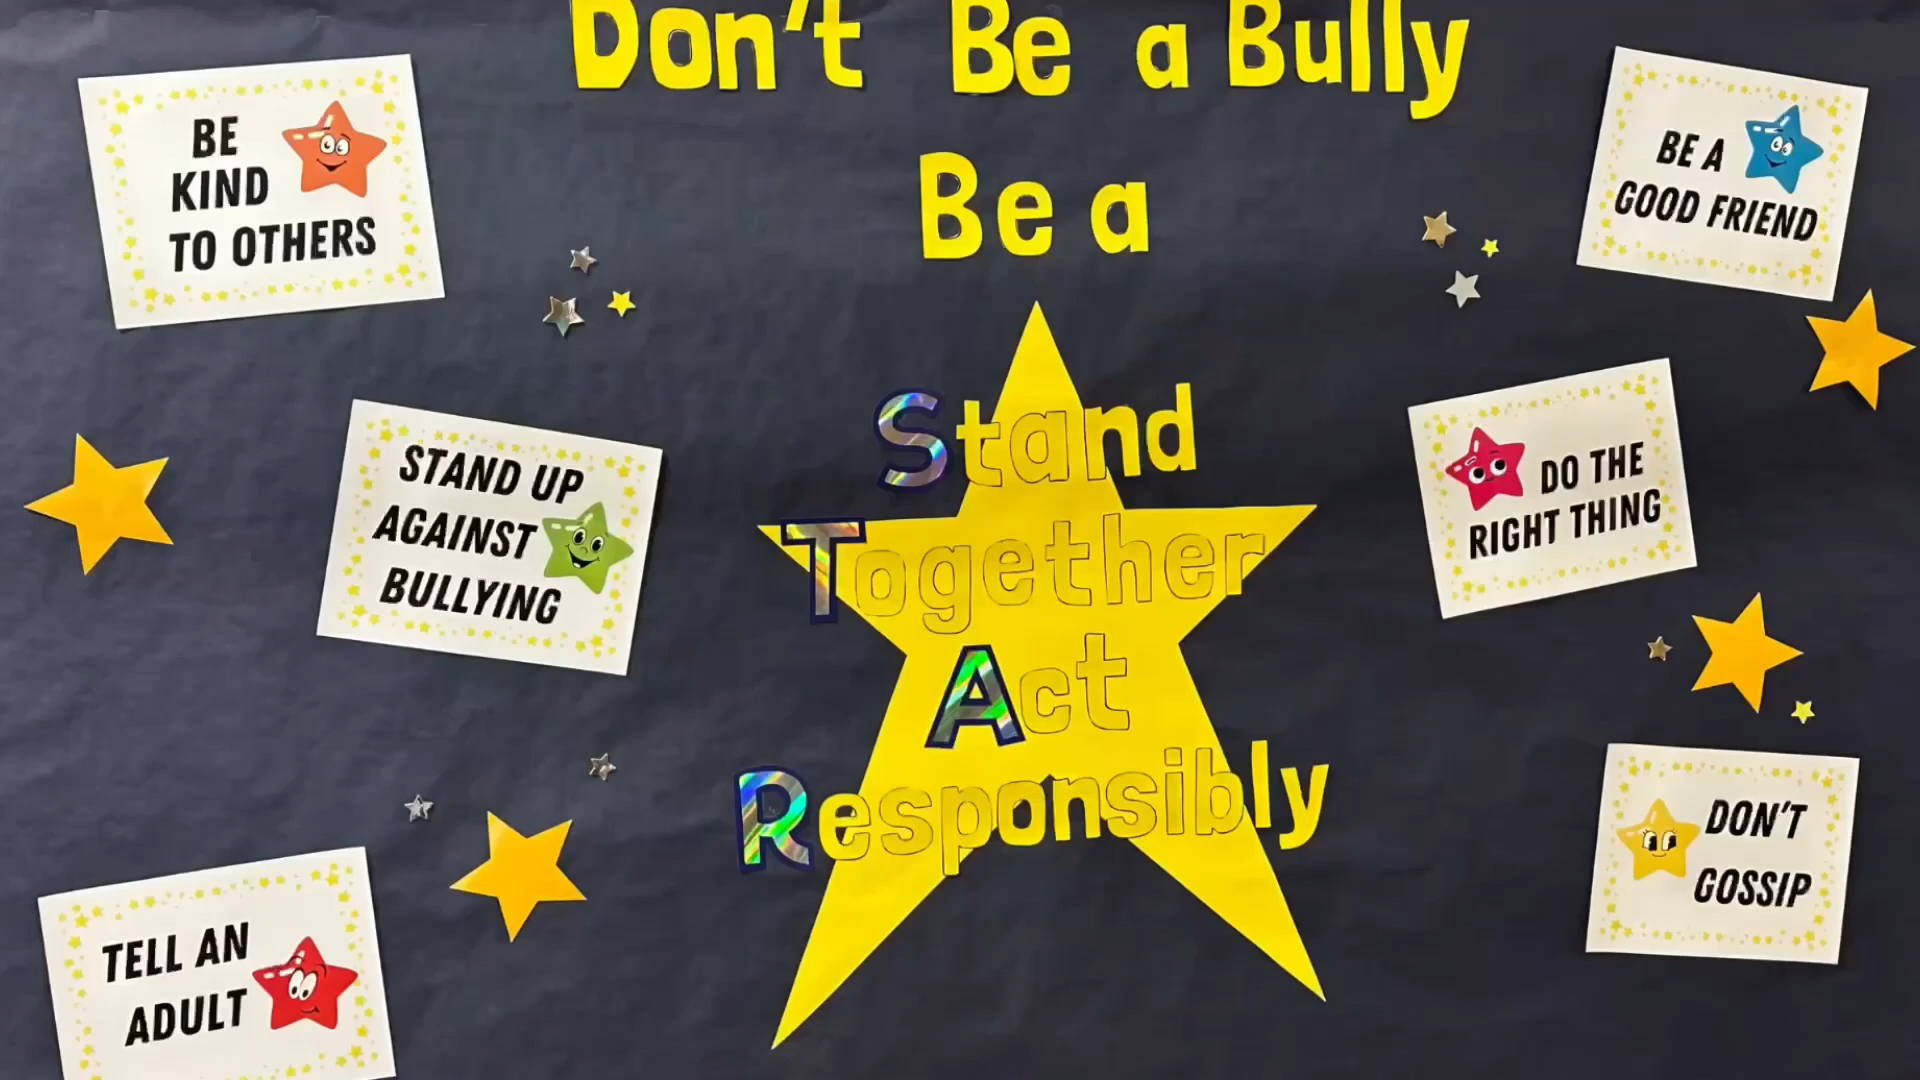 Don't Be a Bully
Be a
Stand
Together
Act
Responsibly
BE
KIND
TO OTHERS
STAND UP
AGAINST
BULLYING
TELL AN
ADULT
BE A
GOOD FRIEND
DO THE
RIGHT THING
DON'T
GOSSIP